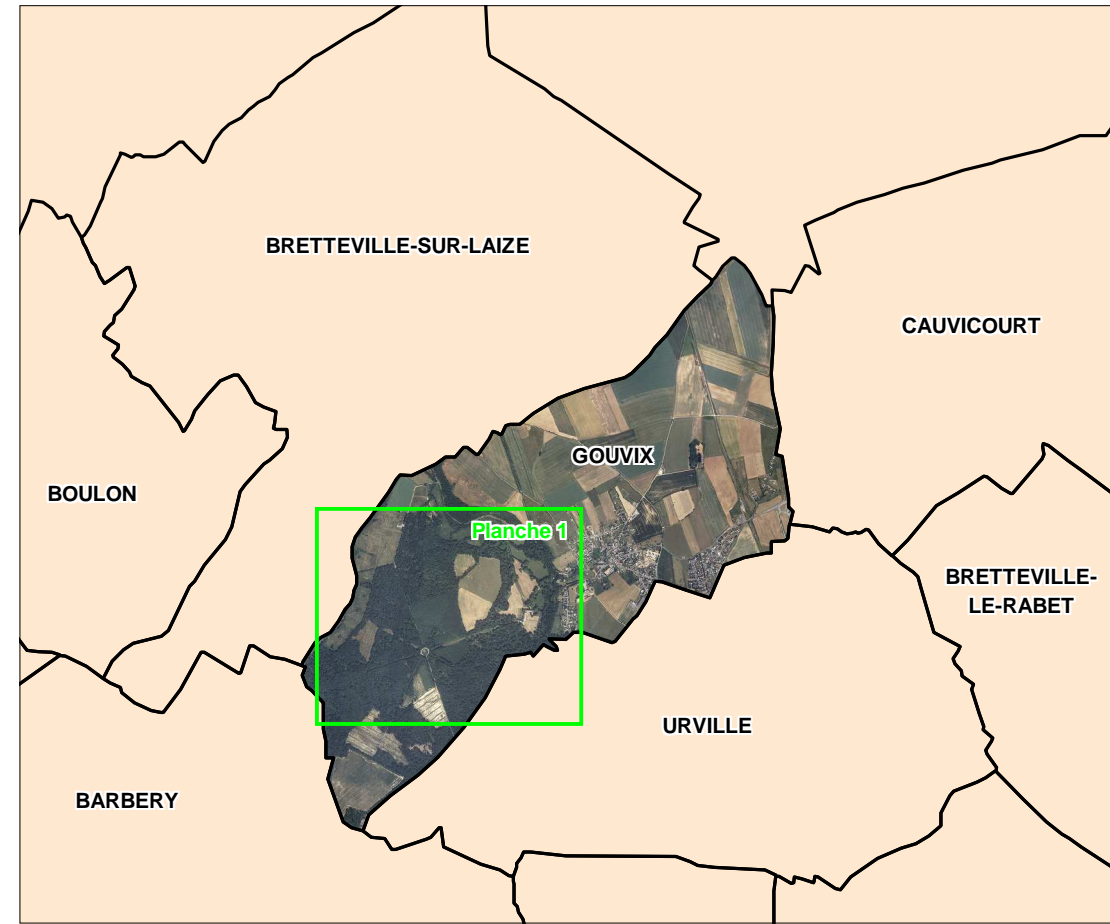 BRETTEVILLE-SUR-LAIZE
CAUVICOURT
GOUVIX
BOULON
Planche 1
BRETTEVILLE-
LE-RABET
URVILLE
BARBERY